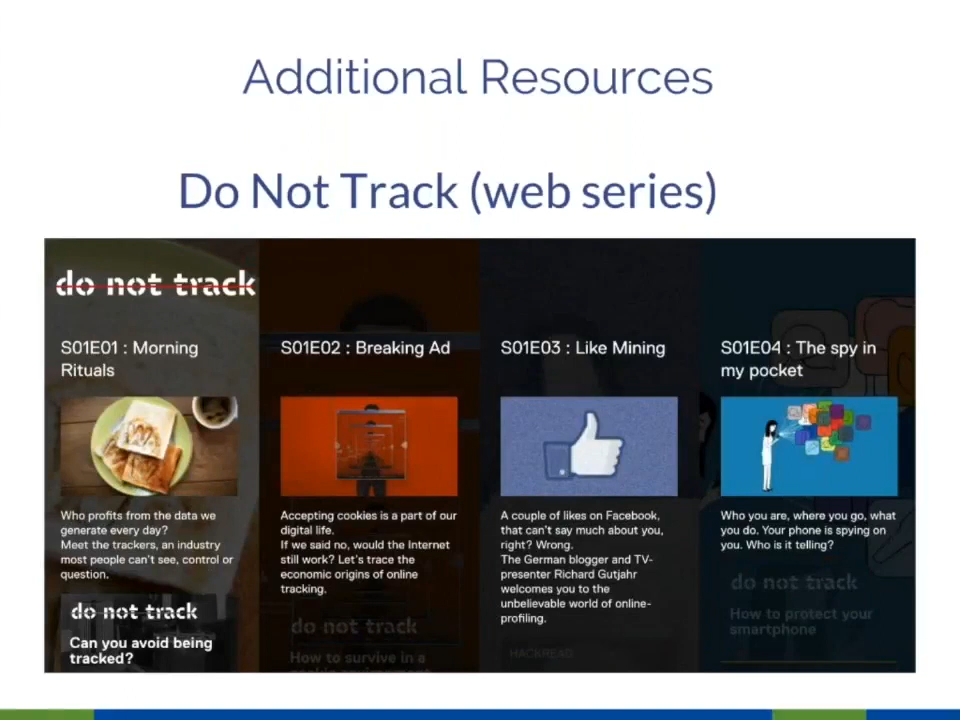 Additional Resources
Do Not Track (web series)
do not track
S01E01 : Morning
Rituals
Who profits from the data we
generate every day?
Meet the trackers, an industry
most people can't see, control or
question.
do not track
Can you avoid being
tracked?
S01E02 : Breaking Ad
Accepting cookies is a part of our
digital life.
If we said no, would the Internet
still work? Let's trace the
economic origins of online
tracking.
do not track
How to survive in a
S01E03 : Like Mining
A couple of likes on Facebook,
that can't say much about you,
right? Wrong.
The German blogger and TV-
presenter Richard Gutjahr
welcomes you to the
unbelievable world of online-
profiling.
HACKREAD
S01E04 : The spy in
my pocket
Who you are, where you go, what
you do. Your phone is spying on
you. Who is it telling?
do not track
How to protect your
smartphone